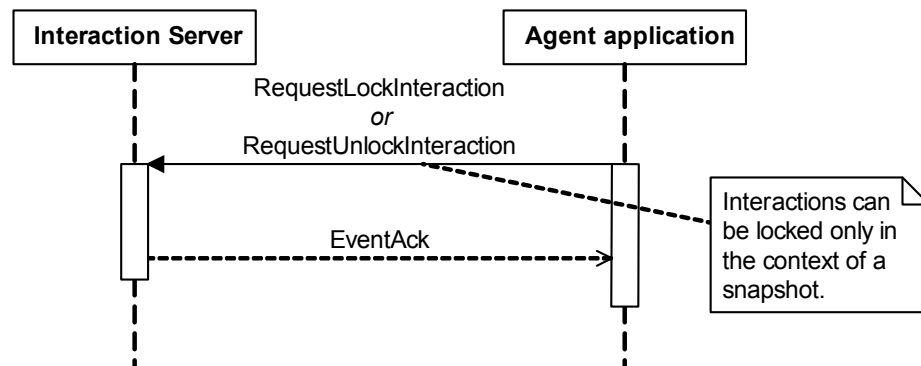 Interaction Server
Agent application
RequestLockInteraction
or
RequestUnlockInteraction
Interactions can
be locked only in
the context of a
snapshot.
EventAck